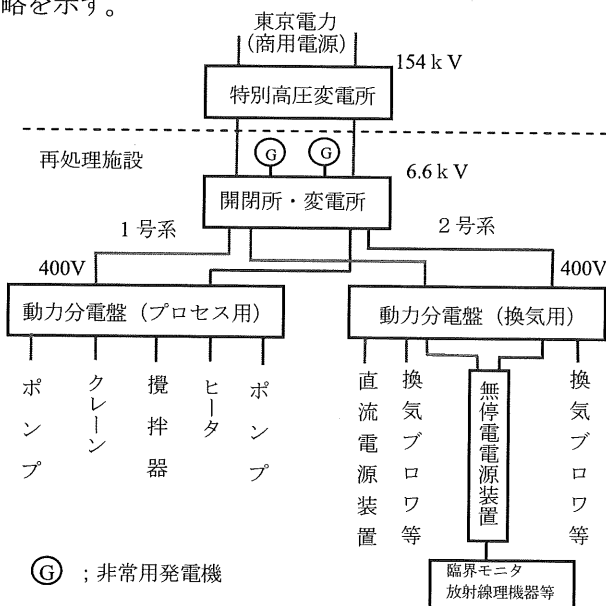 略を示す。
東京電力
(商用電源)
154kV
特別高圧変電所
再処理施設
G
G
6.6kV
開閉所・変電所
1号系
2号系
400V
400V
動力分電盤(プロセス用)
動力分電盤(換気用)
ポンプ
クレーン
攪拌器
ヒータ
ポンプ
直流電源装置
換気ブロワ等
無停電電源装置
換気ブロワ等
G ;非常用発電機
臨界モニタ
放射線理機器等